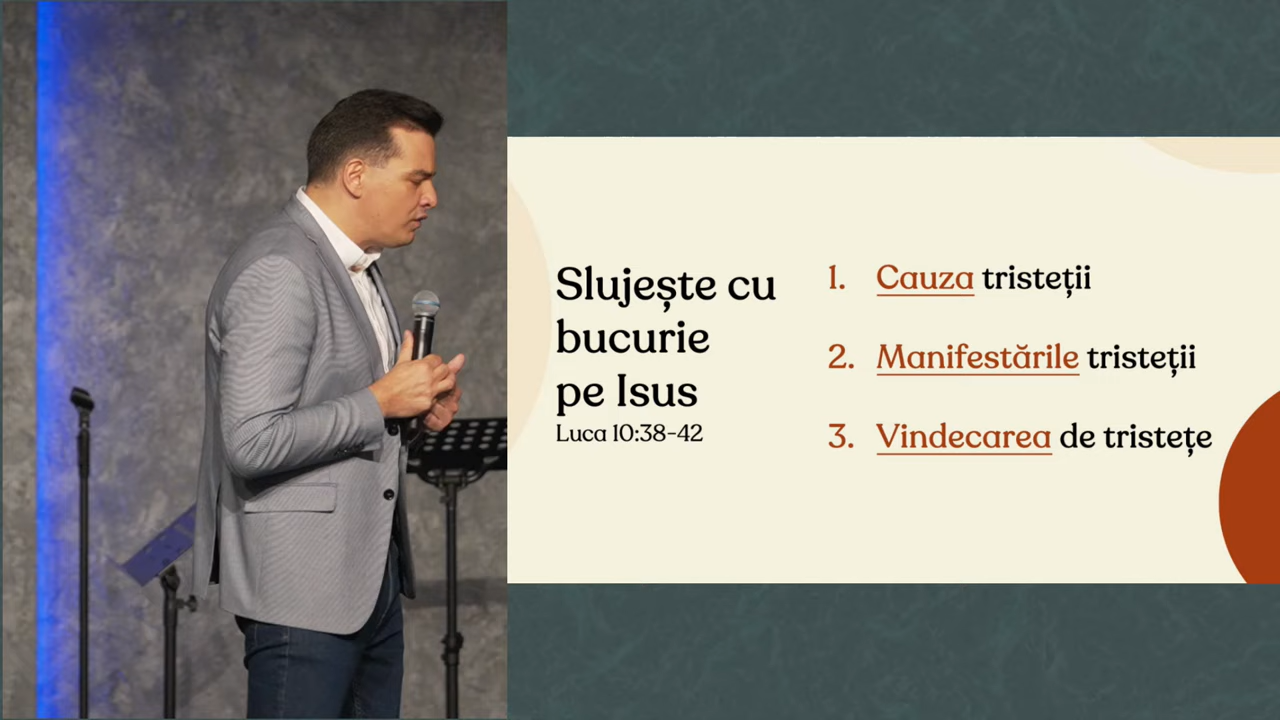 Slujește cu
bucurie
pe Isus
Luca 10:38-42
1. Cauza tristeții
2. Manifestările tristeții
3. Vindecarea de tristețe